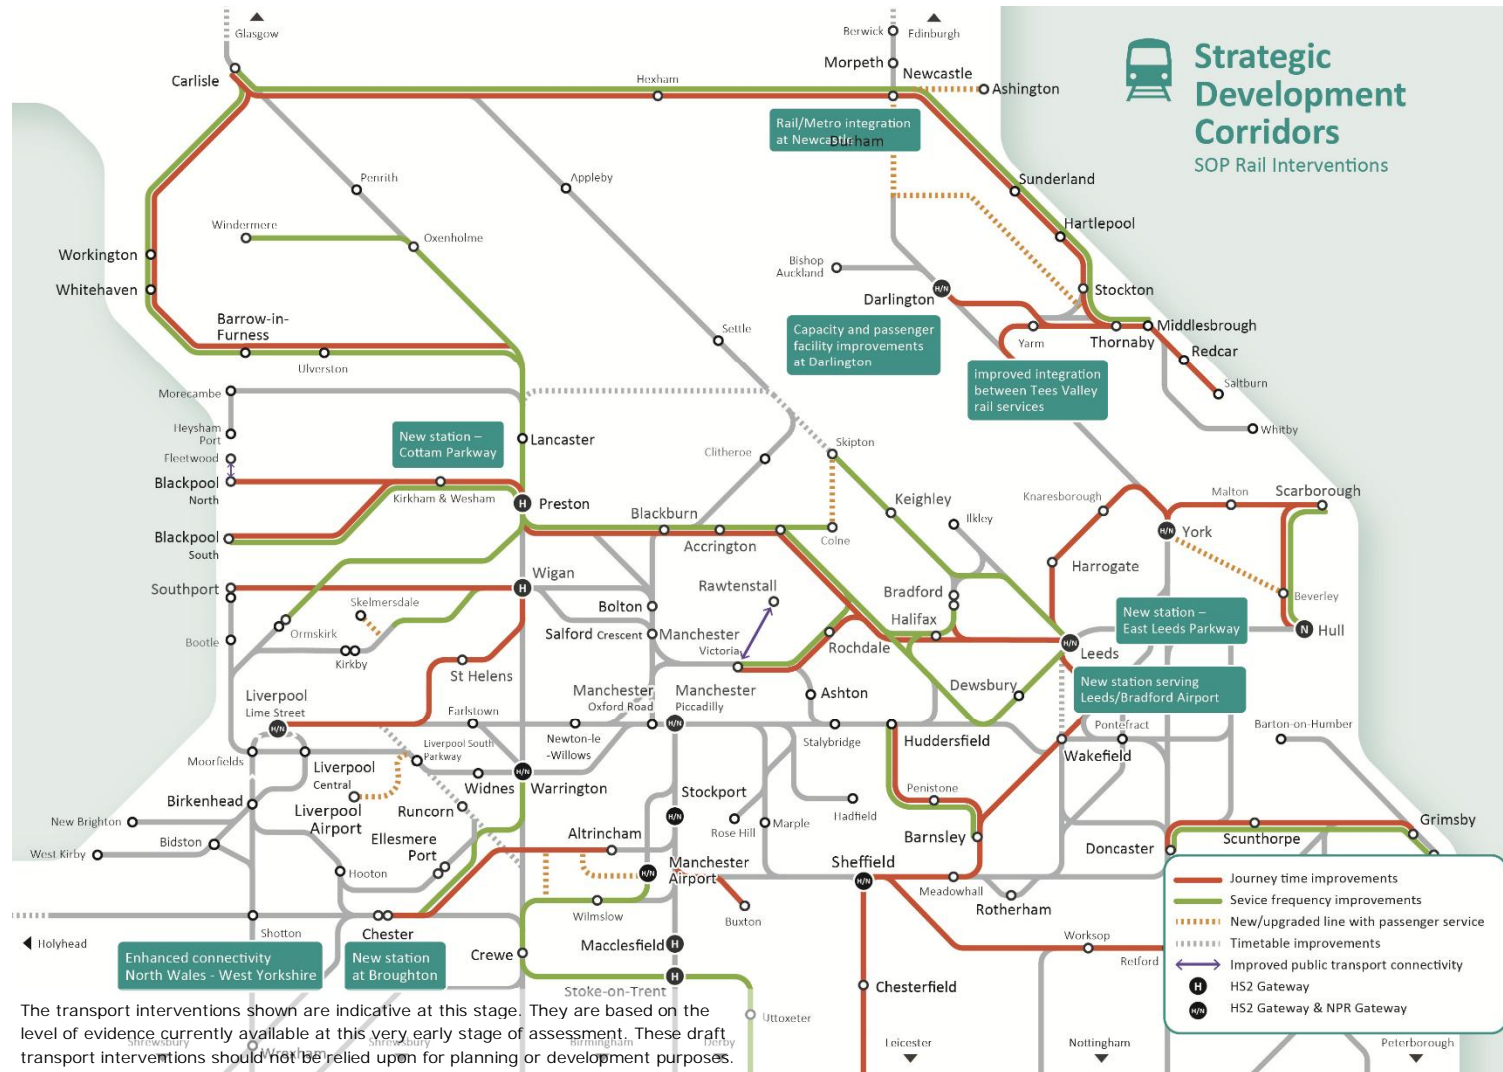 Glasgow
Berwick
Edinburgh
Strategic
Development
Corridors
SOP Rail Interventions
Carlisle
Hexham
Morpeth
Newcastle
Ashington
Rail/Metro integration
at Newcastle
Durham
Penrith
Appleby
Sunderland
Windermere
Oxenholme
Hartlepool
Workington
Whitehaven
Bishop
Auckland
Darlington
Stockton
Barrow-in-
Furness
Ulverston
Settle
Capacity and passenger
facility improvements
at Darlington
Yarm
Thornaby
Middlesbrough
Redcar
Saltburn
improved integration
between Tees Valley
rail services
Whitby
Morecambe
Heysham
Port
Fleetwood
New station –
Cottam Parkway
Lancaster
Clitheroe
Skipton
Blackpool
North
Kirkham & Wesham
Preston
Blackburn
Accrington
Colne
Keighley
Ilkley
Knaresborough
Malton
Scarborough
York
Blackpool
South
Harrogate
Southport
Wigan
Rawtenstall
Bradford
Halifax
Beverley
Hull
Skelmersdale
Bolton
New station –
East Leeds Parkway
Ormskirk
Bootle
Kirkby
Salford Crescent
Manchester
Victoria
Rochdale
Leeds
St Helens
New station serving
Leeds/Bradford Airport
Liverpool
Lime Street
Earlstown
Manchester
Oxford Road
Manchester
Piccadilly
Ashton
Dewsbury
Moorfields
Liverpool South
Parkway
Newton-le
-Willows
Stalybridge
Huddersfield
Wakefield
Pontefract
Barton-on-Humber
Liverpool
Central
Widnes
Warrington
Birkenhead
Liverpool
Airport
Runcorn
Stockport
Penistone
New Brighton
Rose Hill
Marple
Hadfield
Barnsley
Grimsby
Scunthorpe
Doncaster
Bidston
West Kirby
Ellesmere
Port
Altrincham
Hooton
Manchester
Airport
Sheffield
Meadowhall
Rotherham
Buxton
Wilmslow
Shotton
Chester
Holyhead
Enhanced connectivity
North Wales - West Yorkshire
New station
at Broughton
Crewe
Macclesfield
Stoke-on-Trent
Worksop
Retford
Chesterfield
Uttoxeter
Journey time improvements
Sevice frequency improvements
New/upgraded line with passenger service
Timetable improvements
Improved public transport connectivity
H HS2 Gateway
H/N HS2 Gateway & NPR Gateway
The transport interventions shown are indicative at this stage. They are based on the
level of evidence currently available at this very early stage of assessment. These draft
transport interventions should not be relied upon for planning or development purposes.
Shrewsbury
Wrexham
Shrewsbury
Birmingham
Derby
Leicester
Nottingham
Peterborough